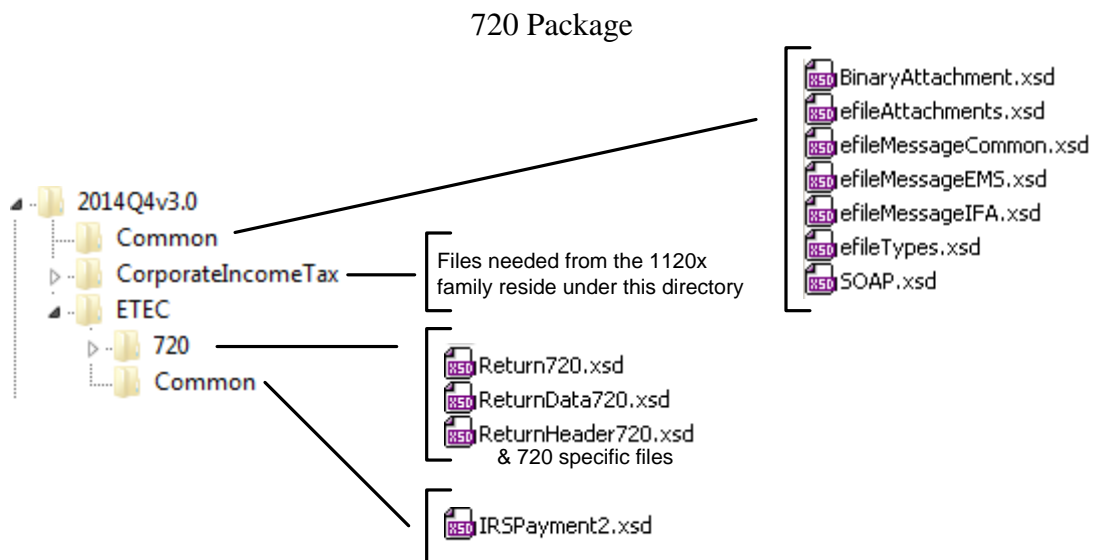 720 Package
2014Q4v3.0
Common
CorporateIncomeTax
ETEC
720
Common
BinaryAttachment.xsd
efileAttachments.xsd
efileMessageCommon.xsd
efileMessageEMS.xsd
efileMessageIFA.xsd
efileTypes.xsd
SOAP.xsd
Files needed from the 1120x
family reside under this directory
Return720.xsd
ReturnData720.xsd
ReturnHeader720.xsd
& 720 specific files
IRSPayment2.xsd